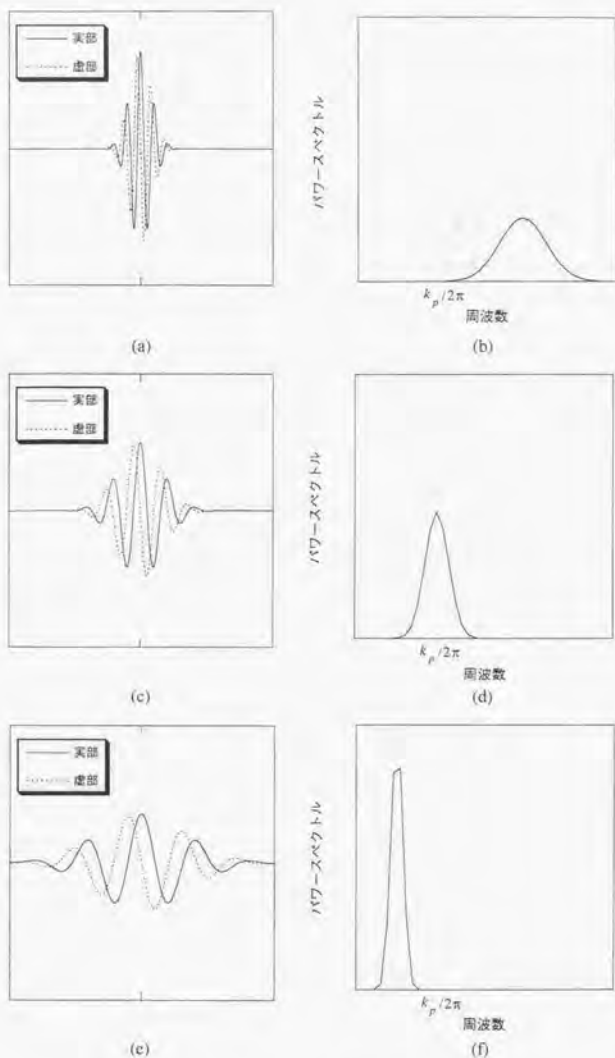 実部
虚部
パワースペクトル
k_p/2π
周波数
(a)
(b)
実部
虚部
パワースペクトル
k_p/2π
周波数
(c)
(d)
実部
虚部
パワースペクトル
k_p/2π
周波数
(e)
(f)